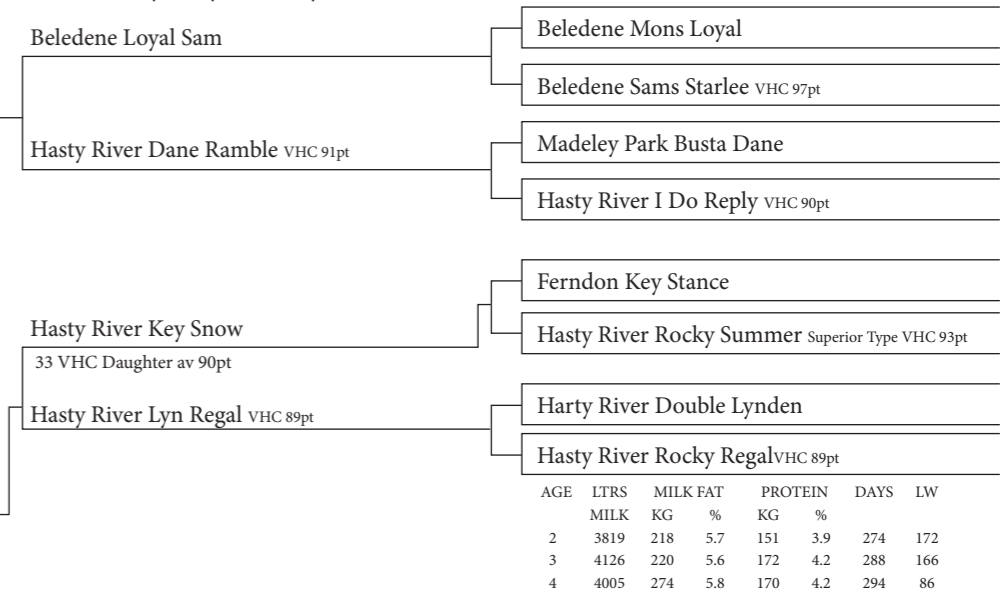 Beledene Loyal Sam
Beledene Mons Loyal
Beledene Sams Starlee VHC 97pt
Hasty River Dane Ramble VHC 91pt
Madeley Park Busta Dane
Hasty River I Do Reply VHC 90pt
Ferndon Key Stance
Hasty River Key Snow
Hasty River Rocky Summer Superior Type VHC 93pt
33 VHC Daughter av 90pt
Harty River Double Lynden
Hasty River Lyn Regal VHC 89pt
Hasty River Rocky RegalVHC 89pt
AGE LTRS MILK FAT PROTEIN DAYS LW
MILK KG % KG %
2 3819 218 5.7 151 3.9 274 172
3 4126 220 5.6 172 4.2 288 166
4 4005 274 5.8 170 4.2 294 86